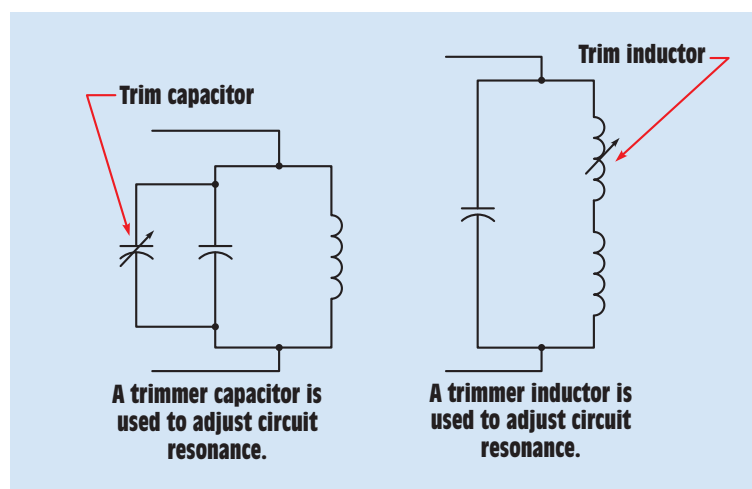 Trim inductor
Trim capacitor
A trimmer capacitor is
used to adjust circuit
resonance.
A trimmer inductor is
used to adjust circuit
resonance.